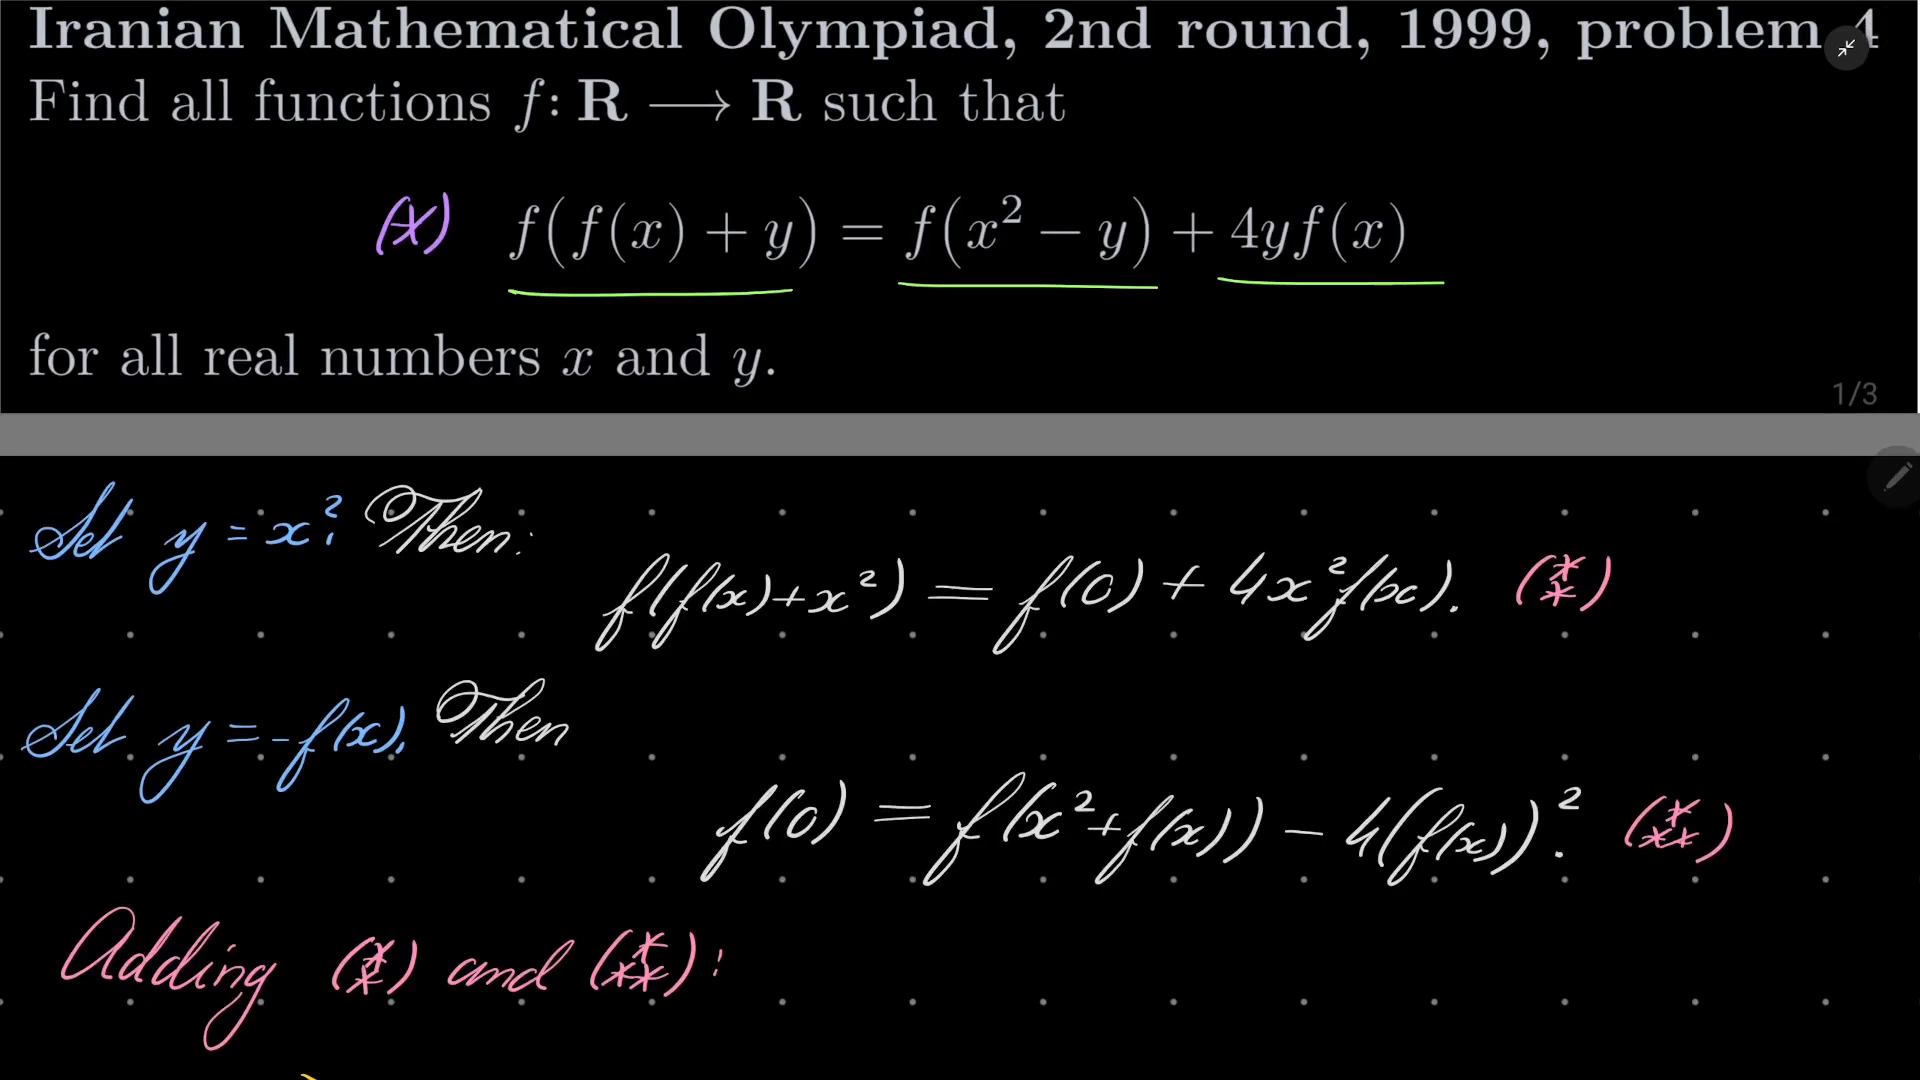 Iranian Mathematical Olympiad, 2nd round, 1999, problem 4
Find all functions f: R ⟶ R such that
(*) f(f(x) + y) = f(x² − y) + 4yf(x)
for all real numbers x and y.
1/3
Set y = x². Then:
f(f(x)+x²) = f(0) + 4x²f(x). (**)
Set y = -f(x). Then
f(0) = f(x²+f(x)) − 4(f(x))². (***)
Adding (**) and (***):